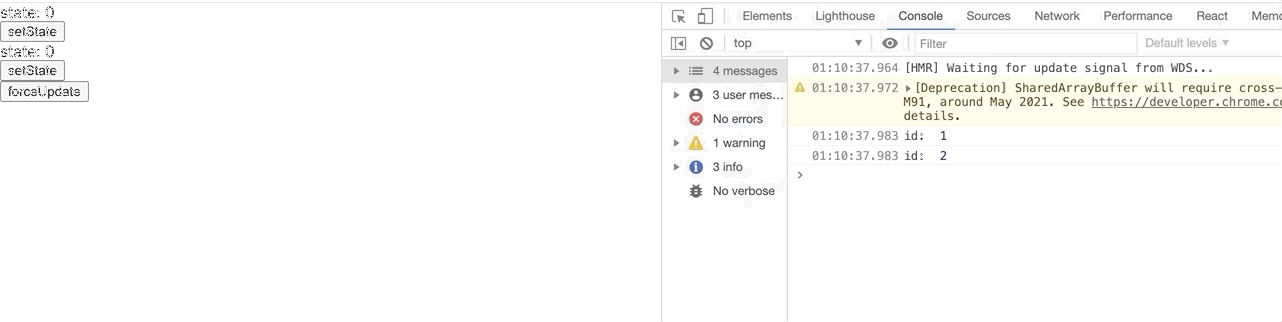 state: 0
setState
state: 0
setState
forceUpdate
Elements Lighthouse Console Sources Network Performance React Memo
top Filter Default levels
4 messages
3 user mes...
No errors
1 warning
3 info
No verbose
01:10:37.964 [HMR] Waiting for update signal from WDS...
01:10:37.972 [Deprecation] SharedArrayBuffer will require cross-
M91, around May 2021. See https://developer.chrome.co
details.
01:10:37.983 id: 1
01:10:37.983 id: 2